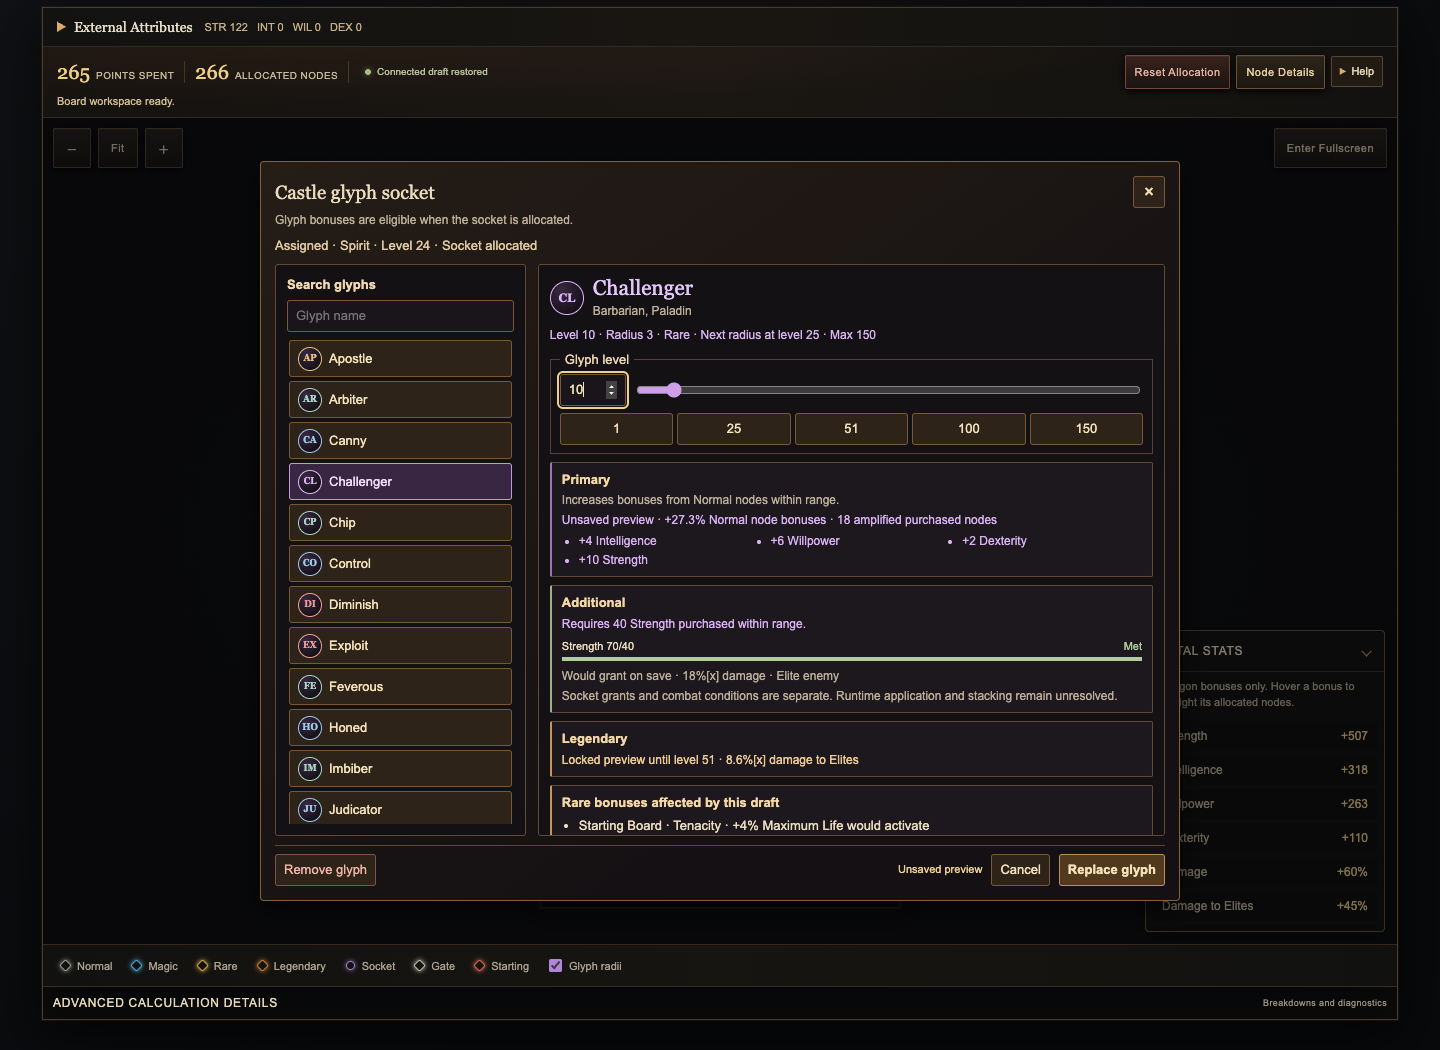 External Attributes STR 122 INT 0 WIL 0 DEX 0
265 POINTS SPENT 266 ALLOCATED NODES Connected draft restored
Reset Allocation Node Details Help
Board workspace ready.
− Fit + Enter Fullscreen
Castle glyph socket ×
Glyph bonuses are eligible when the socket is allocated.
Assigned · Spirit · Level 24 · Socket allocated
Search glyphs
Glyph name
AP Apostle
AR Arbiter
CA Canny
CL Challenger
CP Chip
CO Control
DI Diminish
EX Exploit
FE Feverous
HO Honed
IM Imbiber
JU Judicator
CL Challenger
Barbarian, Paladin
Level 10 · Radius 3 · Rare · Next radius at level 25 · Max 150
Glyph level
10
1 25 51 100 150
Primary
Increases bonuses from Normal nodes within range.
Unsaved preview · +27.3% Normal node bonuses · 18 amplified purchased nodes
• +4 Intelligence • +6 Willpower • +2 Dexterity
• +10 Strength
Additional
Requires 40 Strength purchased within range.
Strength 70/40 Met
Would grant on save · 18%[x] damage · Elite enemy
Socket grants and combat conditions are separate. Runtime application and stacking remain unresolved.
Legendary
Locked preview until level 51 · 8.6%[x] damage to Elites
Rare bonuses affected by this draft
• Starting Board · Tenacity · +4% Maximum Life would activate
Remove glyph Unsaved preview Cancel Replace glyph
STATS
bonuses only. Hover a bonus to
its allocated nodes.
+507
+318
+263
+110
+60%
Damage to Elites +45%
Normal Magic Rare Legendary Socket Gate Starting Glyph radii
ADVANCED CALCULATION DETAILS Breakdowns and diagnostics